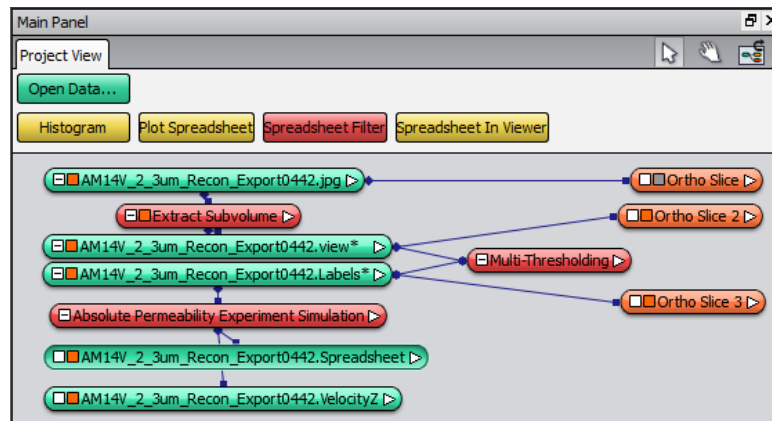 Main Panel
Project View
Open Data...
Histogram Plot Spreadsheet Spreadsheet Filter Spreadsheet In Viewer
AM14V_2_3um_Recon_Export0442.jpg Ortho Slice
Extract Subvolume Ortho Slice 2
AM14V_2_3um_Recon_Export0442.view*
Multi-Thresholding
AM14V_2_3um_Recon_Export0442.Labels*
Ortho Slice 3
Absolute Permeability Experiment Simulation
AM14V_2_3um_Recon_Export0442.Spreadsheet
AM14V_2_3um_Recon_Export0442.VelocityZ